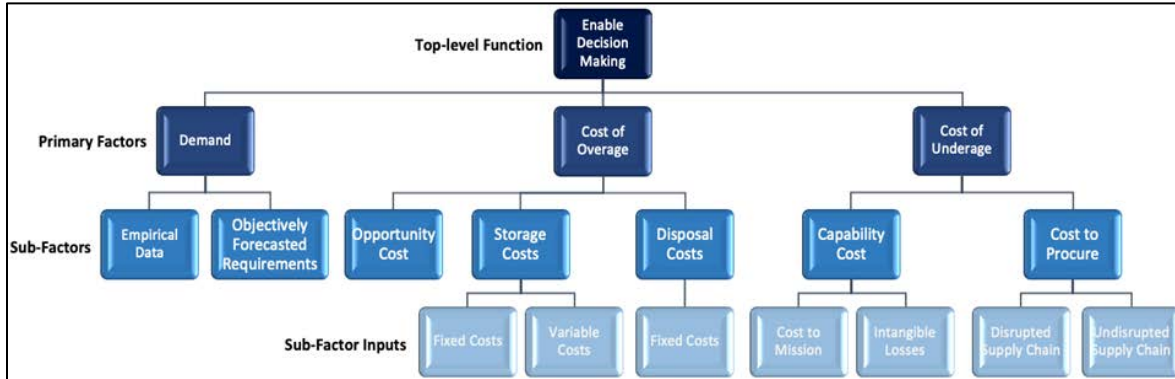 Top-level Function
Enable
Decision
Making
Primary Factors
Demand
Cost of
Overage
Cost of
Underage
Sub-Factors
Empirical
Data
Objectively
Forecasted
Requirements
Opportunity
Cost
Storage
Costs
Disposal
Costs
Capability
Cost
Cost to
Procure
Sub-Factor Inputs
Fixed Costs
Variable
Costs
Fixed Costs
Cost to
Mission
Intangible
Losses
Disrupted
Supply Chain
Undisrupted
Supply Chain